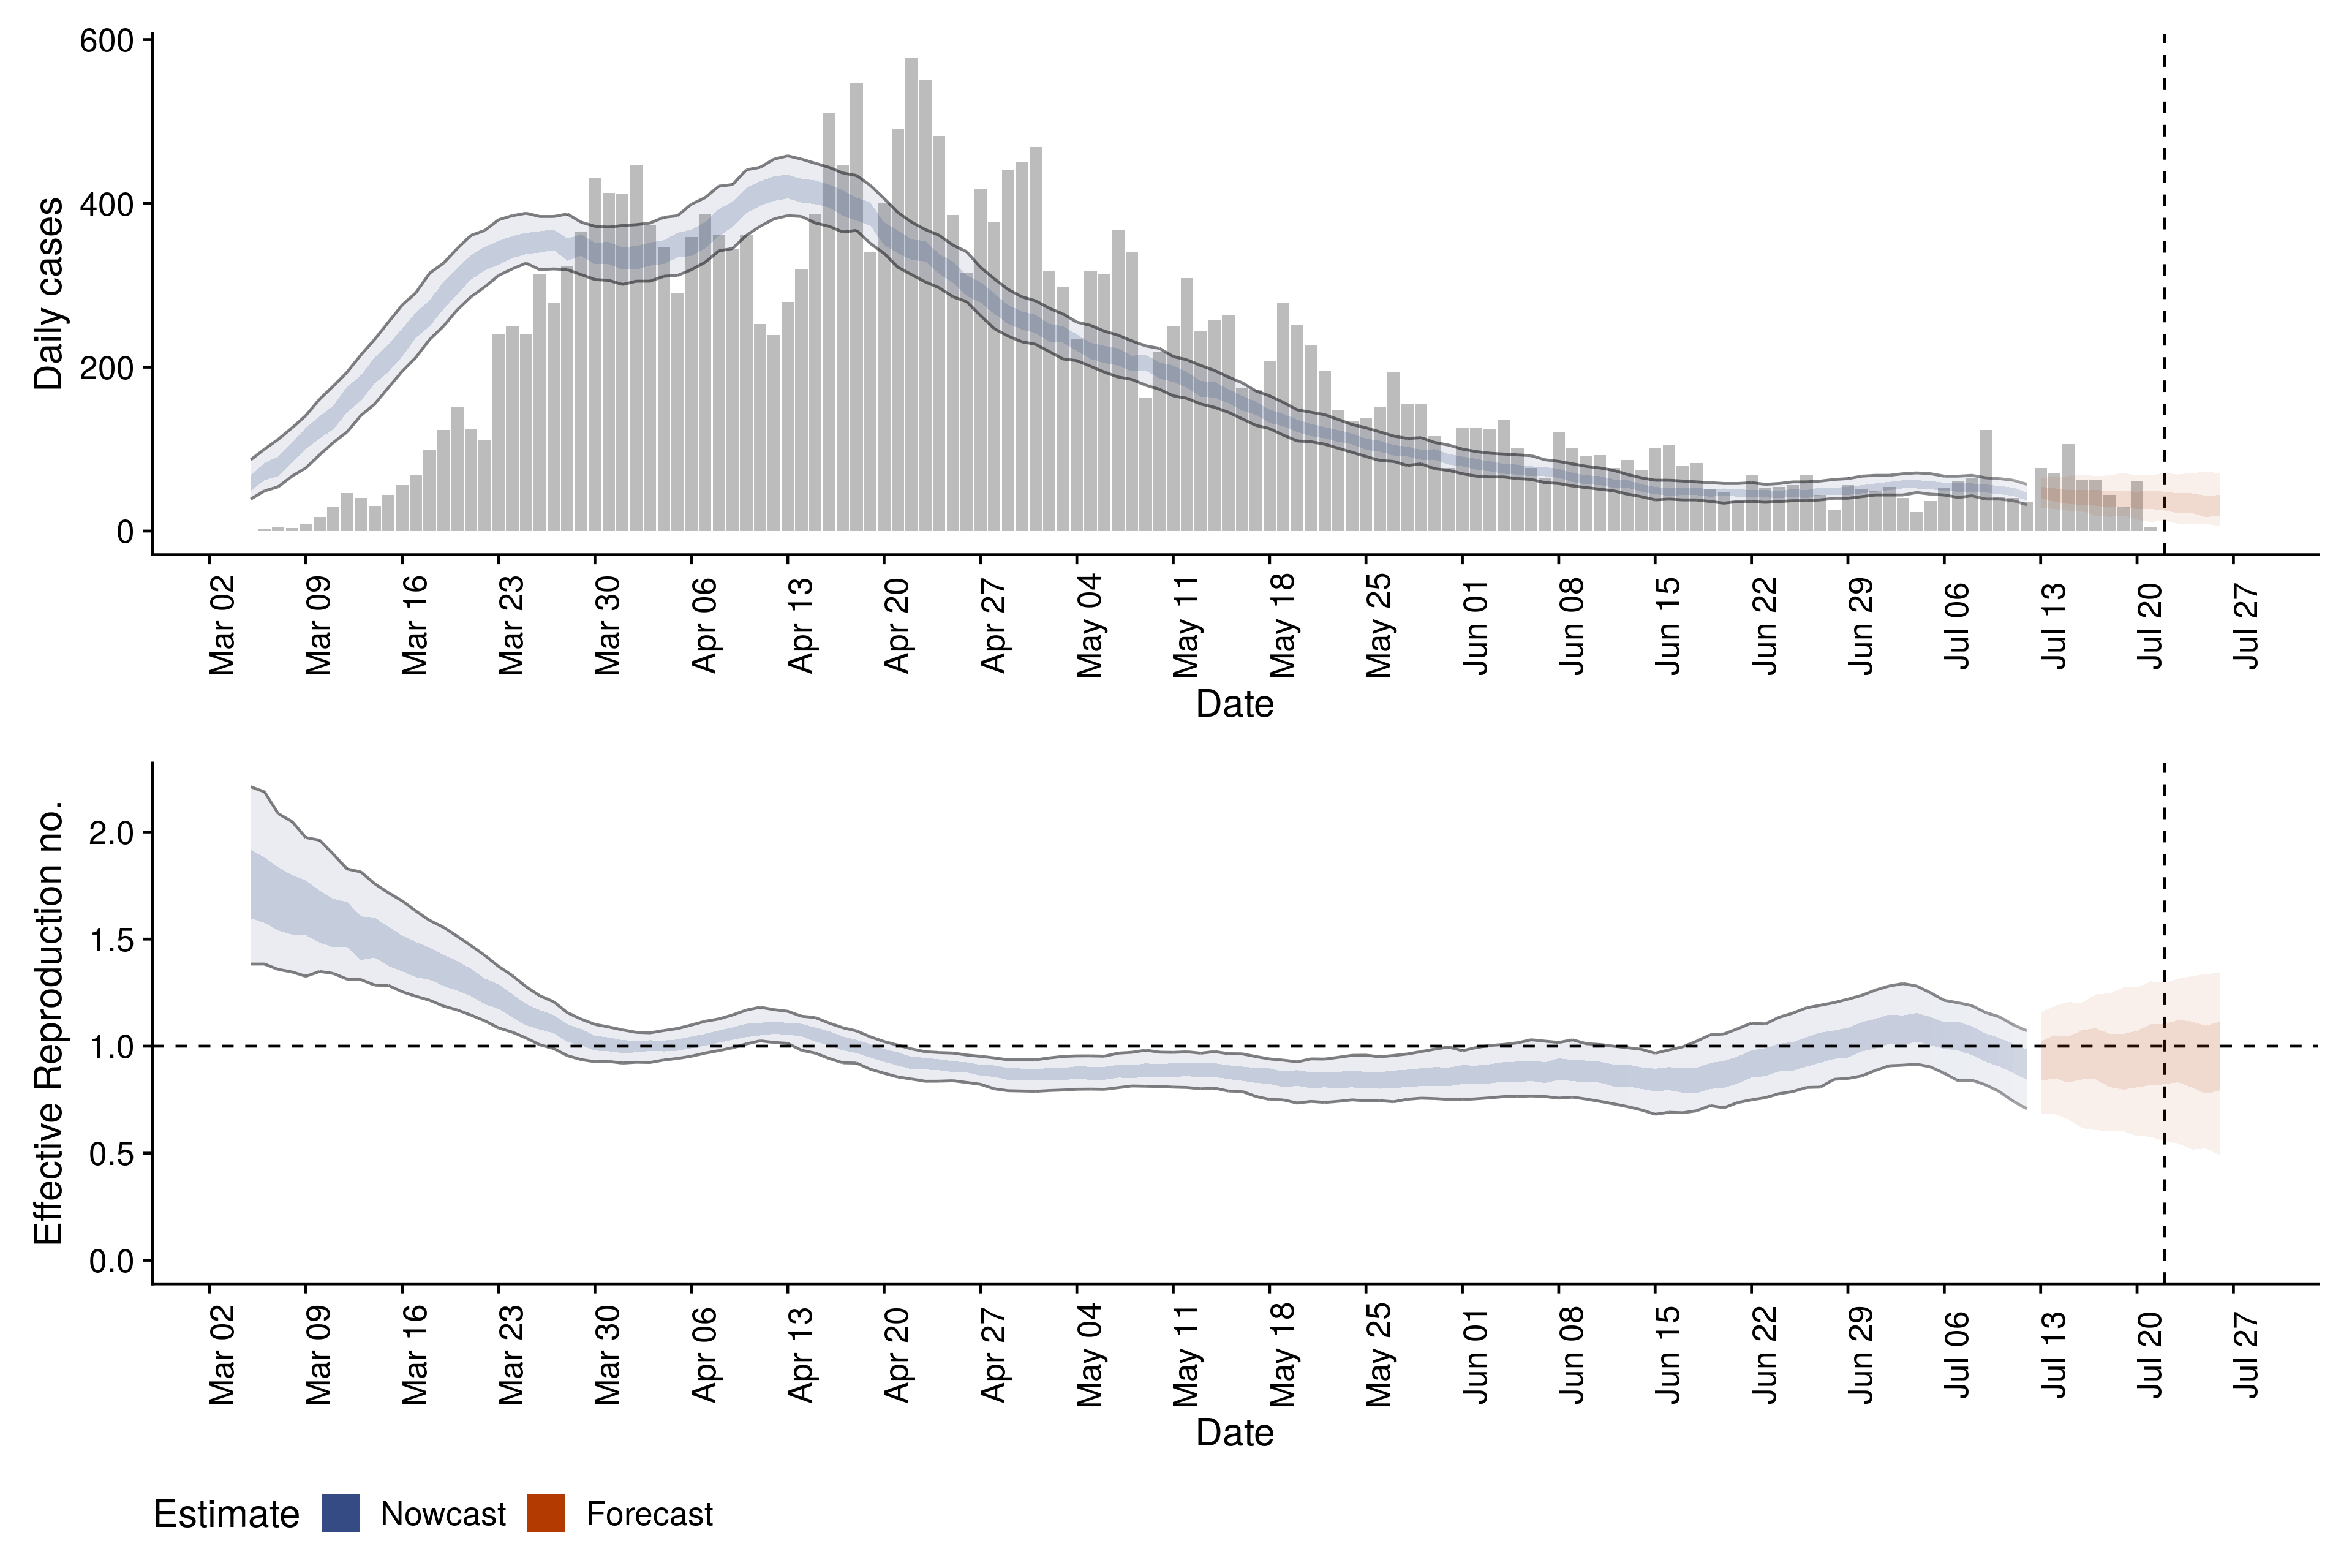 Daily cases
600
400
200
0
Mar 02 Mar 09 Mar 16 Mar 23 Mar 30 Apr 06 Apr 13 Apr 20 Apr 27 May 04 May 11 May 18 May 25 Jun 01 Jun 08 Jun 15 Jun 22 Jun 29 Jul 06 Jul 13 Jul 20 Jul 27
Date
Effective Reproduction no.
2.0
1.5
1.0
0.5
0.0
Mar 02 Mar 09 Mar 16 Mar 23 Mar 30 Apr 06 Apr 13 Apr 20 Apr 27 May 04 May 11 May 18 May 25 Jun 01 Jun 08 Jun 15 Jun 22 Jun 29 Jul 06 Jul 13 Jul 20 Jul 27
Date
Estimate Nowcast Forecast